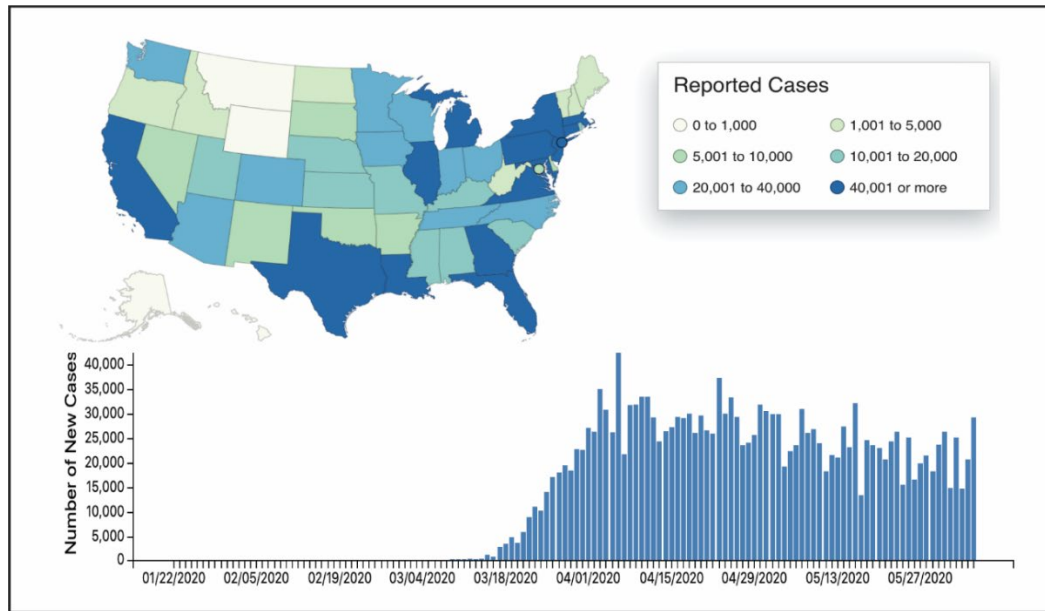 Reported Cases
0 to 1,000 1,001 to 5,000
5,001 to 10,000 10,001 to 20,000
20,001 to 40,000 40,001 or more
Number of New Cases
40,000
35,000
30,000
25,000
20,000
15,000
10,000
5,000
0
01/22/2020 02/05/2020 02/19/2020 03/04/2020 03/18/2020 04/01/2020 04/15/2020 04/29/2020 05/13/2020 05/27/2020